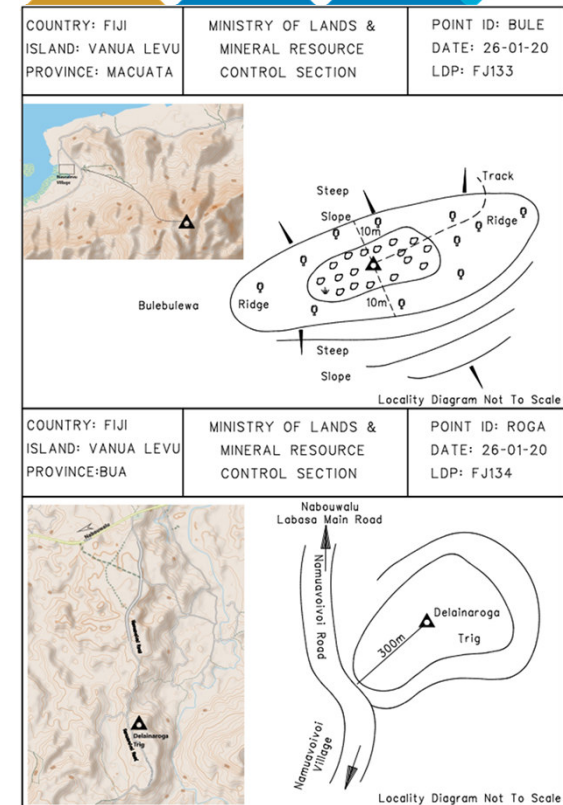 COUNTRY: FIJI
ISLAND: VANUA LEVU
PROVINCE: MACUATA
MINISTRY OF LANDS &
MINERAL RESOURCE
CONTROL SECTION
POINT ID: BULE
DATE: 26-01-20
LDP: FJ133
Village
Track
Steep
Slope
Ridge
10m
Bulebulewa
Ridge
10m
Steep
Slope
Locality Diagram Not To Scale
COUNTRY: FIJI
ISLAND: VANUA LEVU
PROVINCE:BUA
MINISTRY OF LANDS &
MINERAL RESOURCE
CONTROL SECTION
POINT ID: ROGA
DATE: 26-01-20
LDP: FJ134
Nabouwalu
Delainaroga
Trig
Nabouwalu
Labasa Main Road
Namuavoivoi Road
Delainaroga
Trig
300m
Namuavoivoi
Village
Locality Diagram Not To Scale